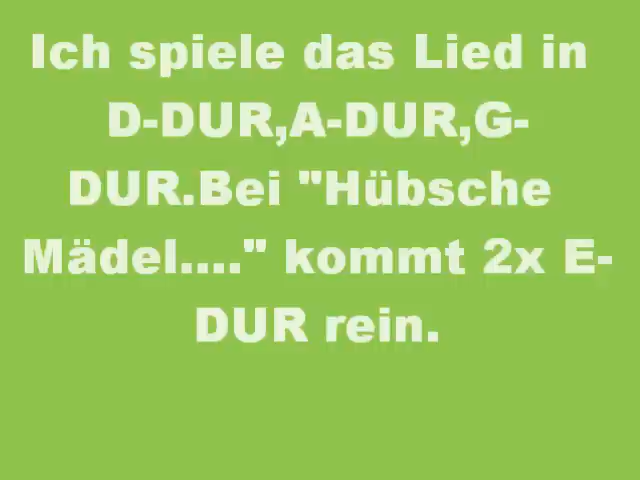 Ich spiele das Lied in
D-DUR,A-DUR,G-
DUR.Bei "Hübsche
Mädel...." kommt 2x E-
DUR rein.